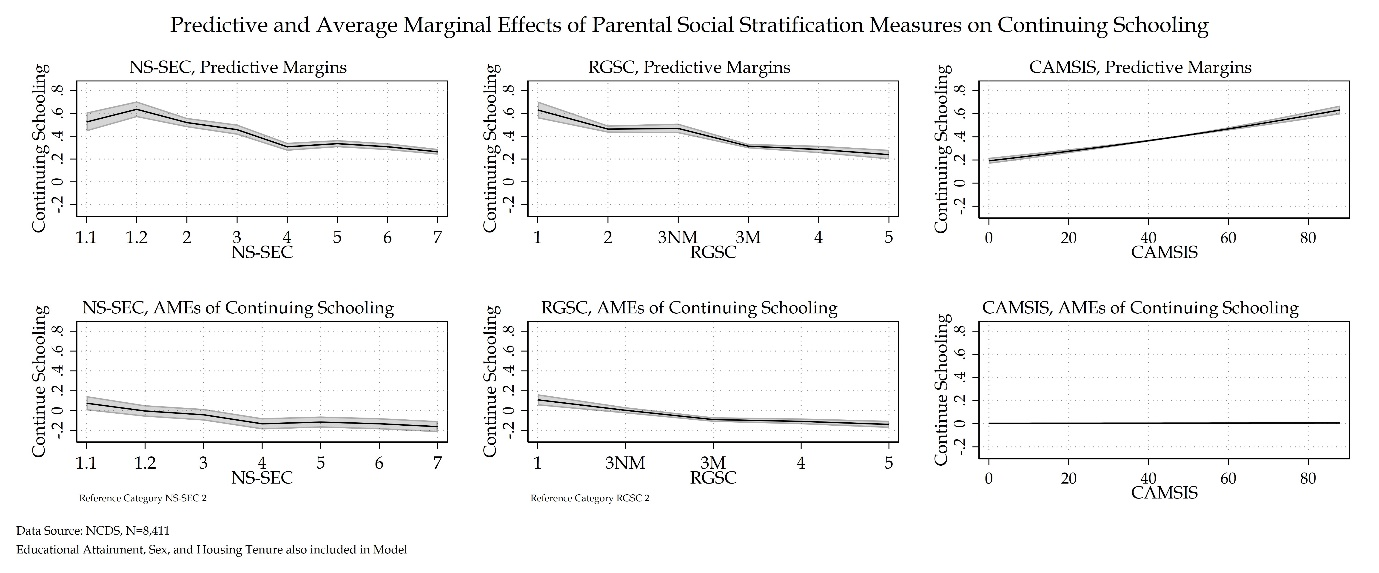 Predictive and Average Marginal Effects of Parental Social Stratification Measures on Continuing Schooling
NS-SEC, Predictive Margins
Continuing Schooling
.8
.6
.4
.2
0
-.2
1.1 1.2 2 3 4 5 6 7
NS-SEC
RGSC, Predictive Margins
Continuing Schooling
.8
.6
.4
.2
0
-.2
1 2 3NM 3M 4 5
RGSC
CAMSIS, Predictive Margins
Continuing Schooling
.8
.6
.4
.2
0
-.2
0 20 40 60 80
CAMSIS
NS-SEC, AMEs of Continuing Schooling
Continue Schooling
.8
.6
.4
.2
0
-.2
1.1 1.2 3 4 5 6 7
NS-SEC
Reference Category NS-SEC 2
RGSC, AMEs of Continuing Schooling
Continue Schooling
.8
.6
.4
.2
0
-.2
1 3NM 3M 4 5
RGSC
Reference Category RGSC 2
CAMSIS, AMEs of Continuing Schooling
Continue Schooling
.8
.6
.4
.2
0
-.2
0 20 40 60 80
CAMSIS
Data Source: NCDS, N=8,411
Educational Attainment, Sex, and Housing Tenure also included in Model